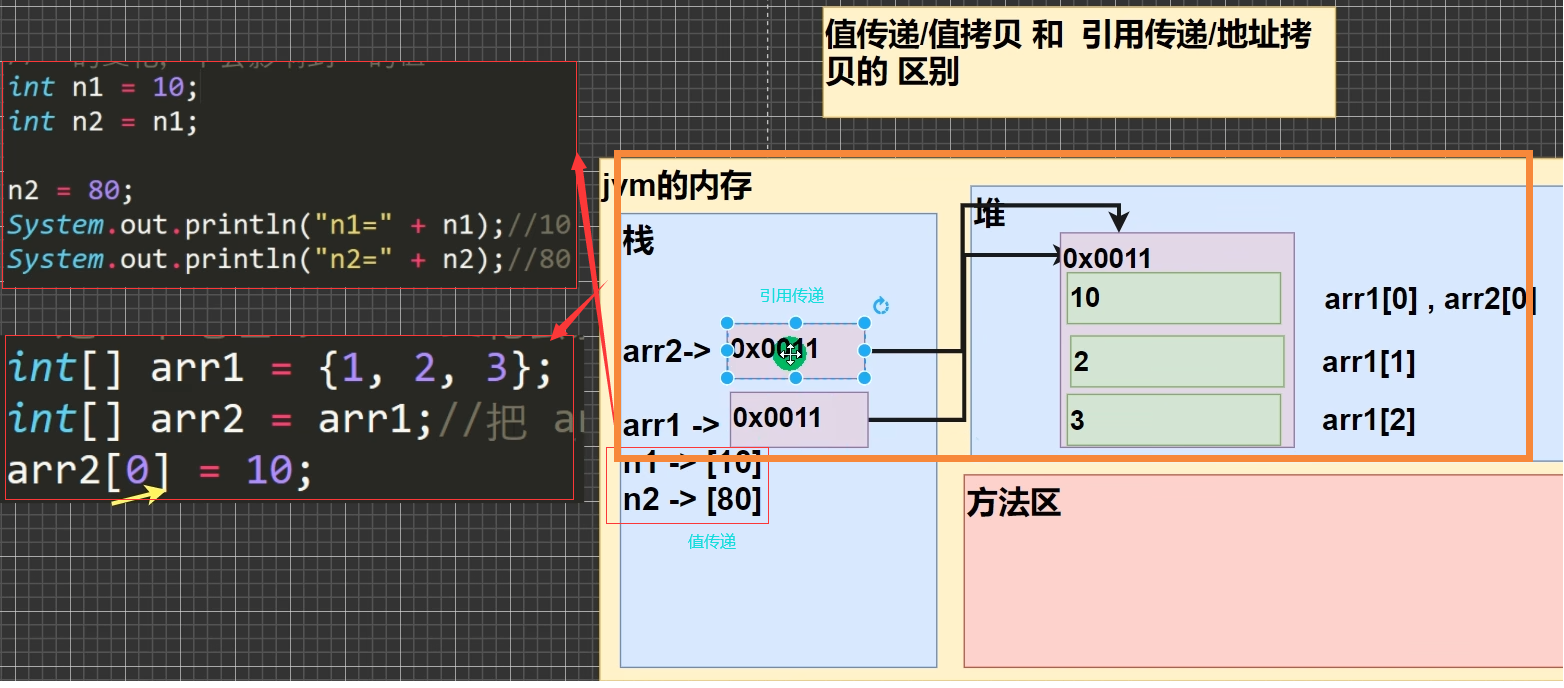 值传递/值拷贝 和 引用传递/地址拷
贝的 区别
int n1 = 10;
int n2 = n1;
n2 = 80;
System.out.println("n1=" + n1);//10
System.out.println("n2=" + n2);//80
int[] arr1 = {1, 2, 3};
int[] arr2 = arr1;//把
arr2[0] = 10;
jvm的内存
栈
引用传递
arr2-> 0x0011
arr1 -> 0x0011
n1 -> [10]
n2 -> [80]
值传递
堆
0x0011
10 arr1[0] , arr2[0]
2 arr1[1]
3 arr1[2]
方法区